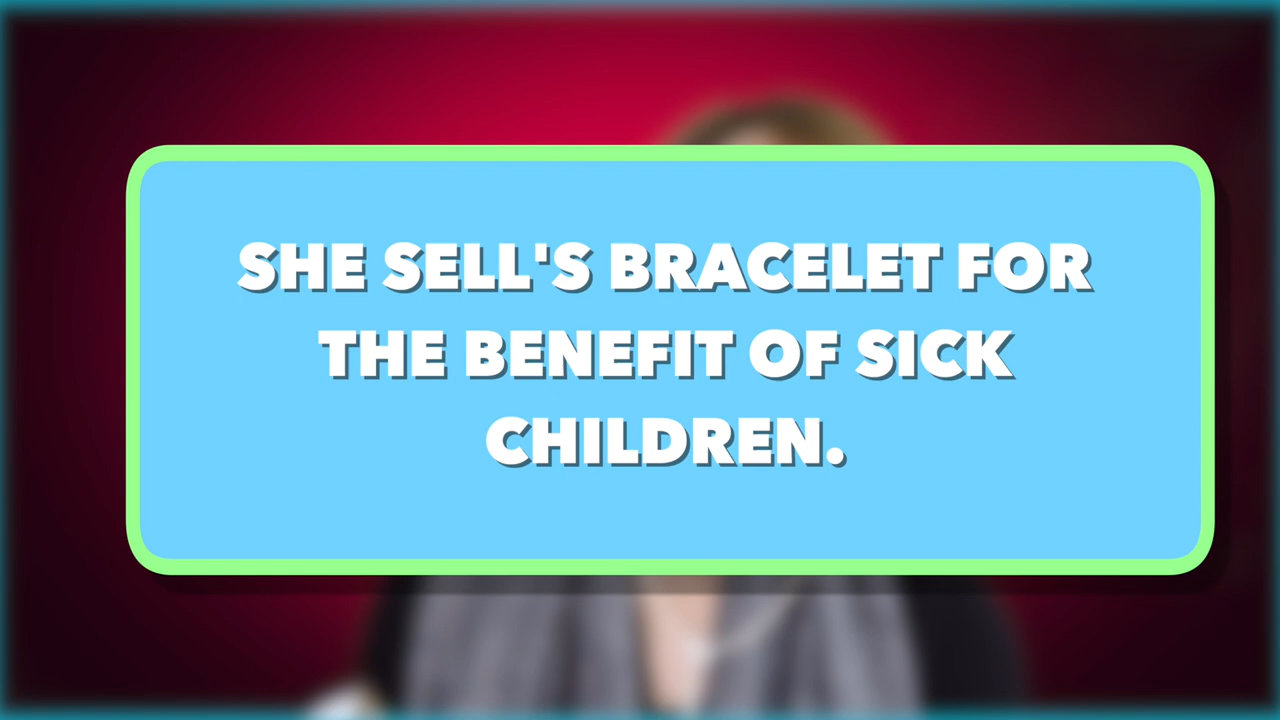 SHE SELL'S BRACELET FOR
THE BENEFIT OF SICK
CHILDREN.